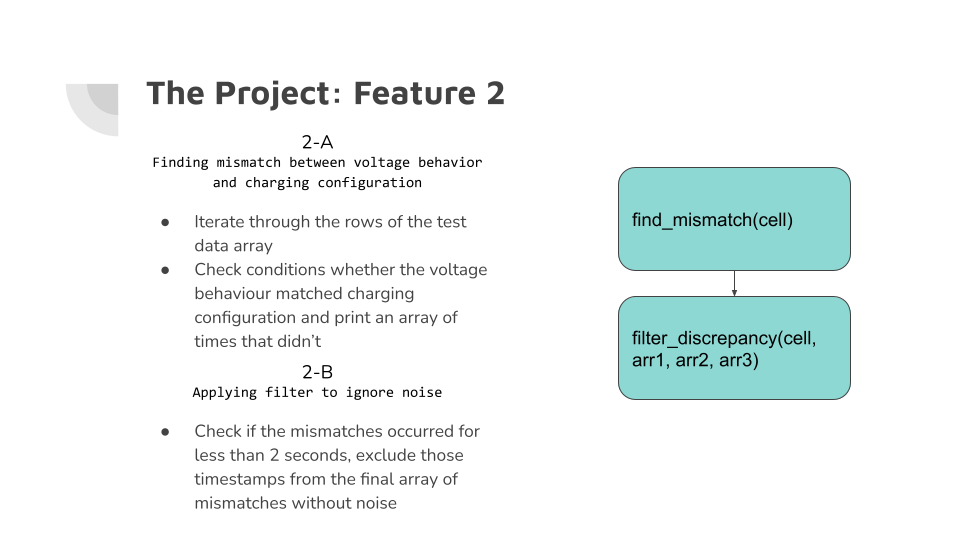 The Project: Feature 2
2-A
Finding mismatch between voltage behavior
and charging configuration
● Iterate through the rows of the test
data array
● Check conditions whether the voltage
behaviour matched charging
configuration and print an array of
times that didn't
2-B
Applying filter to ignore noise
● Check if the mismatches occurred for
less than 2 seconds, exclude those
timestamps from the final array of
mismatches without noise
find_mismatch(cell)
filter_discrepancy(cell,
arr1, arr2, arr3)